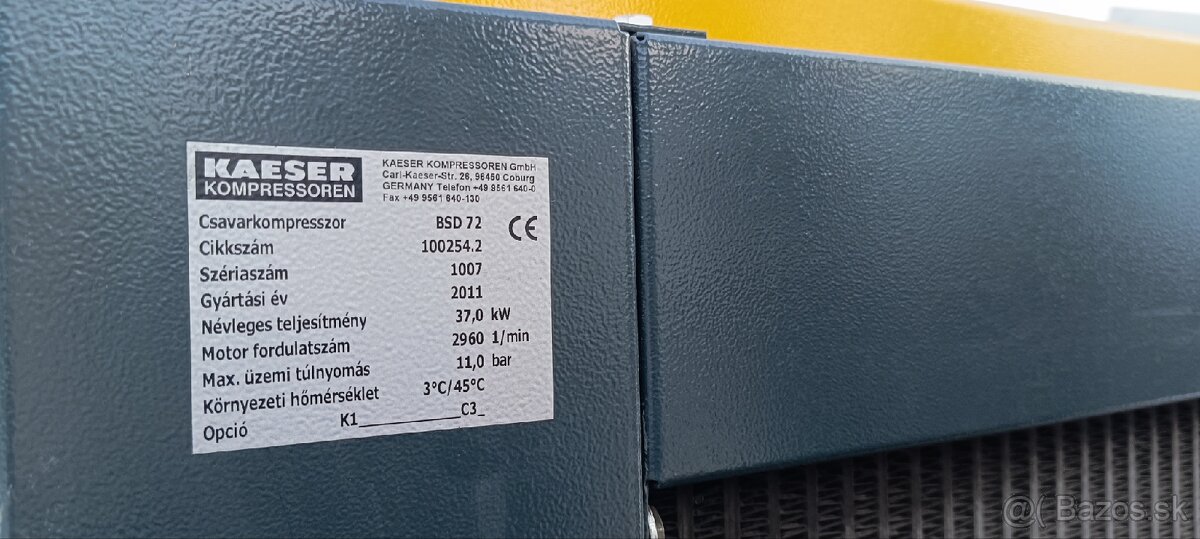 KAESER
KOMPRESSOREN
KAESER KOMPRESSOREN GmbH
Carl-Kaeser-Str. 26, 96450 Coburg
GERMANY Telefon +49 9561 640-0
Fax +49 9561 640-130
Csavarkompresszor BSD 72 CE
Cikkszám 100254.2
Szériaszám 1007
Gyártási év 2011
Névleges teljesítmény 37,0 kW
Motor fordulatszám 2960 1/min
Max. üzemi túlnyomás 11,0 bar
Környezeti hőmérséklet 3°C/45°C
Opció K1__________C3_
@( Bazos.sk